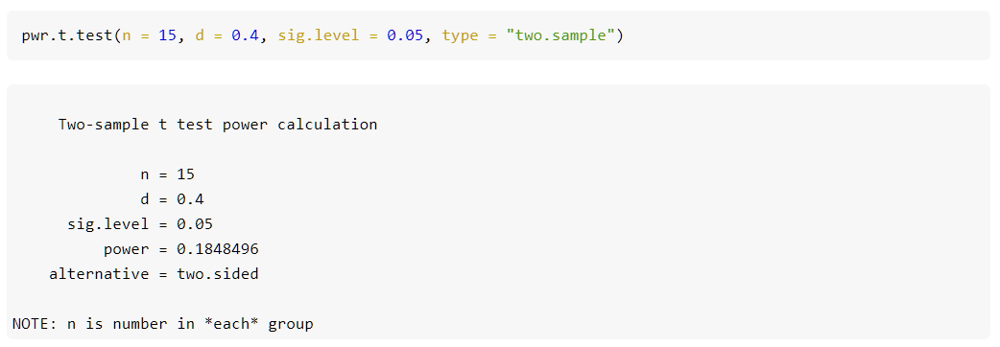 pwr.t.test(n = 15, d = 0.4, sig.level = 0.05, type = "two.sample")
Two-sample t test power calculation
n = 15
d = 0.4
sig.level = 0.05
power = 0.1848496
alternative = two.sided
NOTE: n is number in *each* group